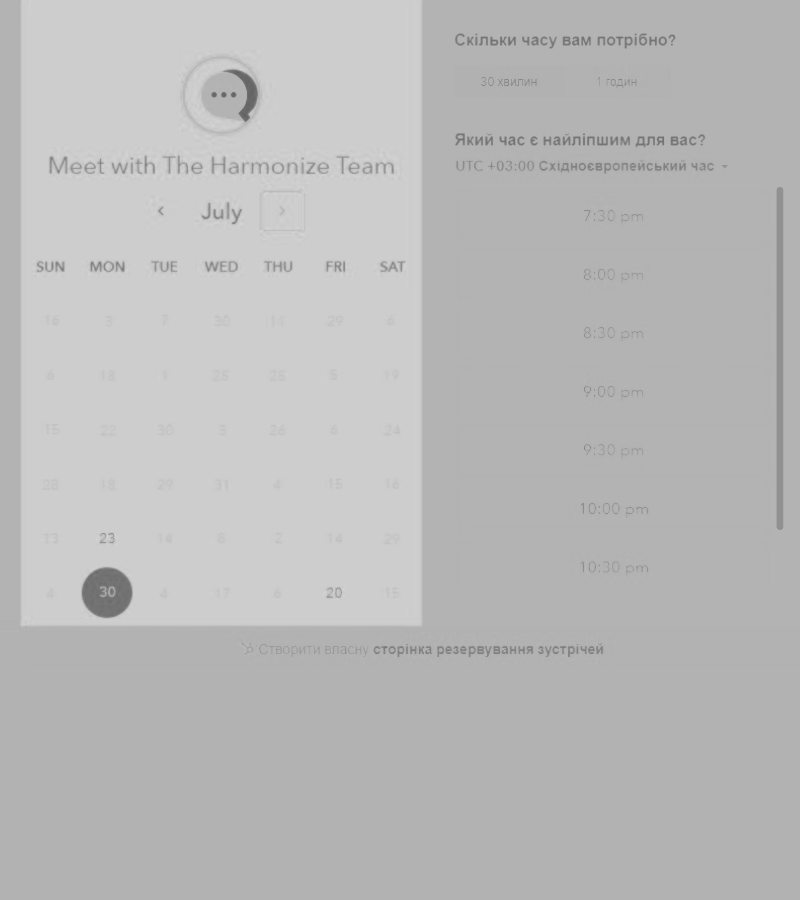 Meet with The Harmonize Team
July
SUN MON TUE WED THU FRI SAT
16 3 7 30 11 29 4
4 18 1 25 25 5 19
15 22 30 3 26 6 24
28 18 29 31 4 15 16
13 23 14 8 2 14 29
4 30 4 17 6 20 15
Скільки часу вам потрібно?
30 хвилин
1 годин
Який час є найліпшим для вас?
UTC +03:00 Східноєвропейський час
7:30 pm
8:00 pm
8:30 pm
9:00 pm
9:30 pm
10:00 pm
10:30 pm
Створити власну сторінка резервування зустрічей